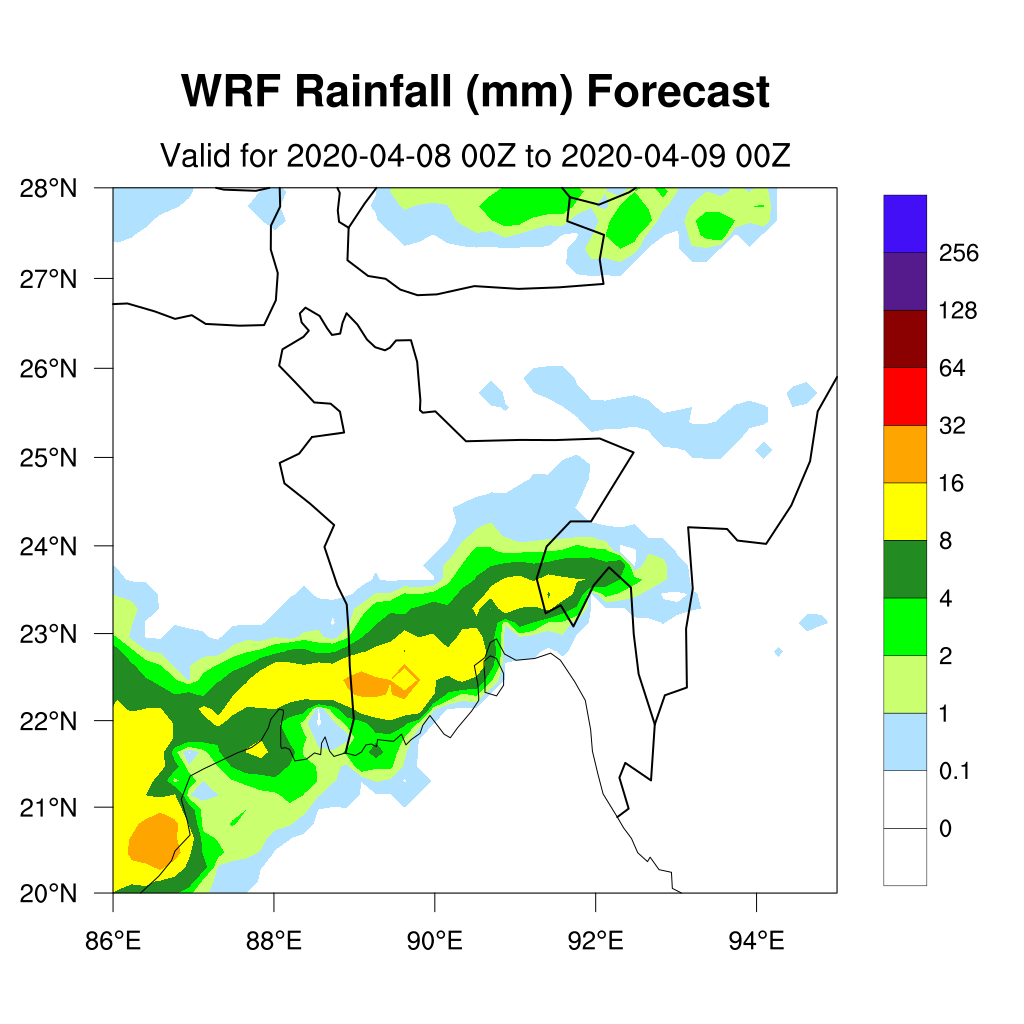 WRF Rainfall (mm) Forecast
Valid for 2020-04-08 00Z to 2020-04-09 00Z
28°N
27°N
26°N
25°N
24°N
23°N
22°N
21°N
20°N
86°E 88°E 90°E 92°E 94°E
256
128
64
32
16
8
4
2
1
0.1
0